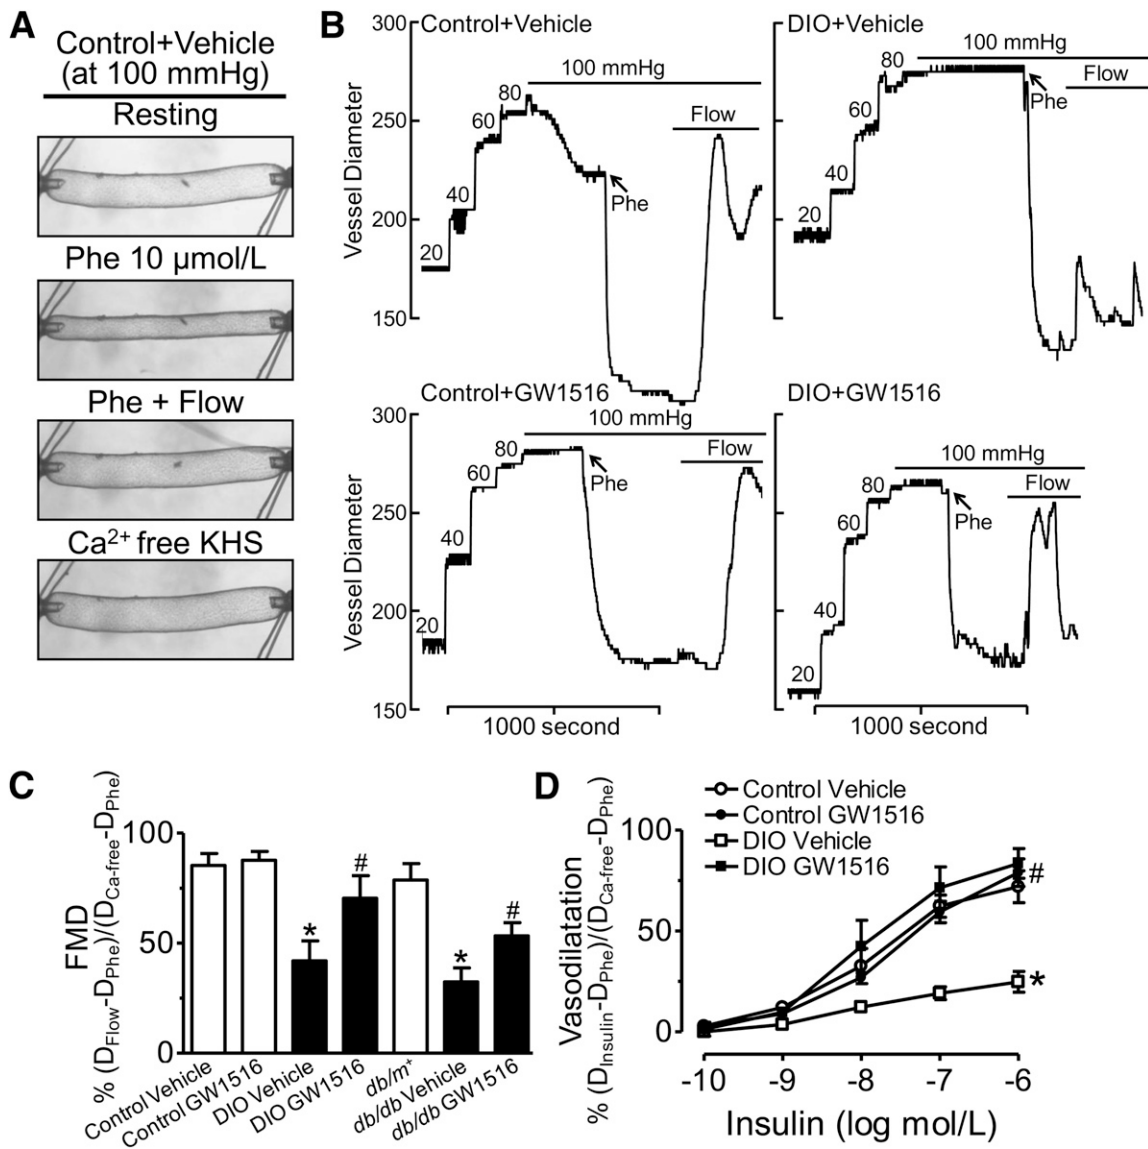 A
Control+Vehicle
(at 100 mmHg)
Resting
Phe 10 µmol/L
Phe + Flow
Ca2+ free KHS
B
Control+Vehicle
300
250
200
150
Vessel Diameter
20
40
60
80
100 mmHg
Phe
Flow
DIO+Vehicle
20
40
60
80
100 mmHg
Phe
Flow
Control+GW1516
300
250
200
150
Vessel Diameter
20
40
60
80
100 mmHg
Phe
Flow
1000 second
DIO+GW1516
20
40
60
80
100 mmHg
Phe
Flow
1000 second
C
FMD
% (DFlow-DPhe)/(DCa-free-DPhe)
100
50
0
*
#
*
#
Control Vehicle
Control GW1516
DIO Vehicle
DIO GW1516
db/m+
db/db Vehicle
db/db GW1516
D
Control Vehicle
Control GW1516
DIO Vehicle
DIO GW1516
Vasodilatation
% (DInsulin-DPhe)/(DCa-free-DPhe)
100
50
0
#
*
-10 -9 -8 -7 -6
Insulin (log mol/L)